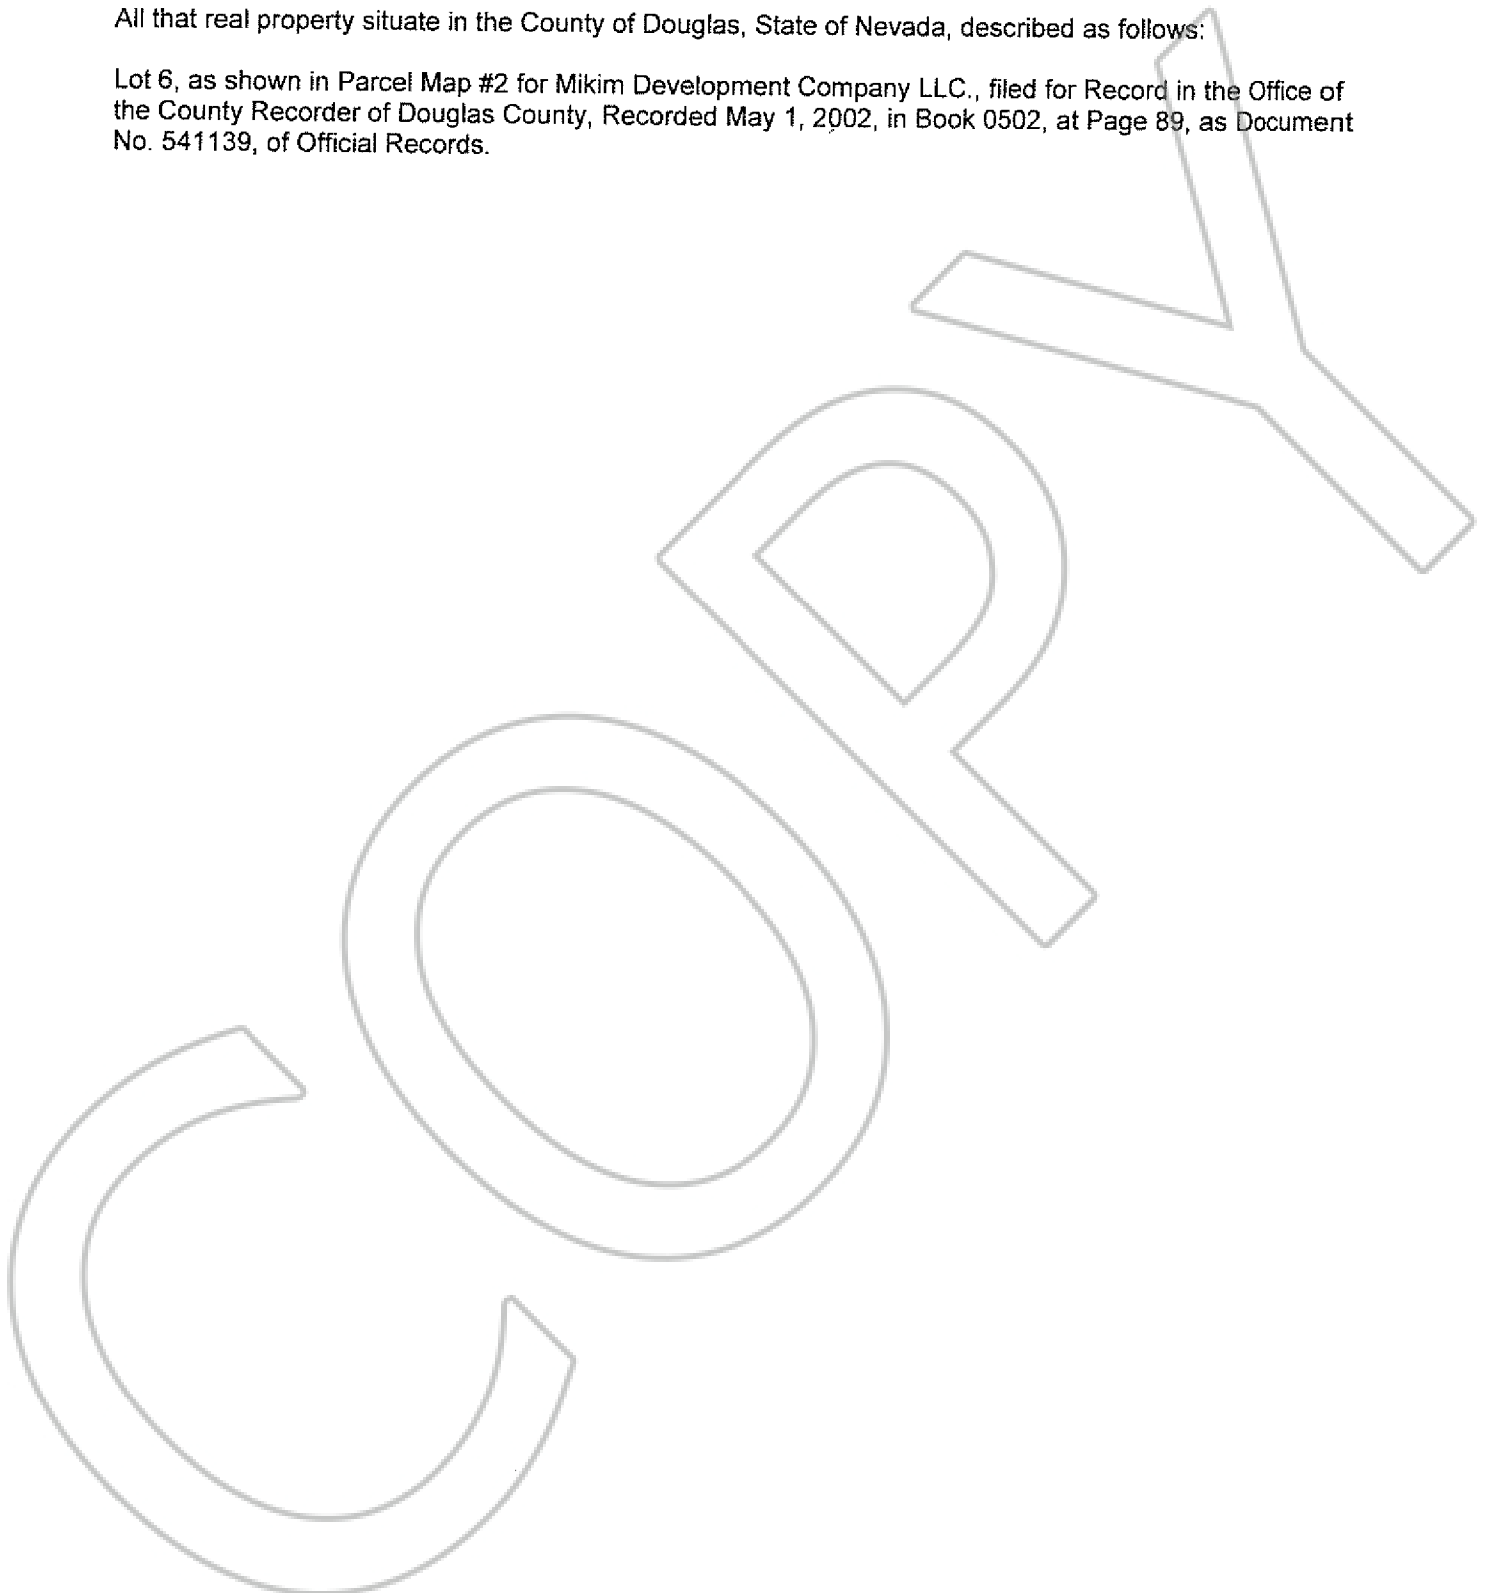 All that real property situate in the County of Douglas, State of Nevada, described as follows:
Lot 6, as shown in Parcel Map #2 for Mikim Development Company LLC., filed for Record in the Office of
the County Recorder of Douglas County, Recorded May 1, 2002, in Book 0502, at Page 89, as Document
No. 541139, of Official Records.
COPY